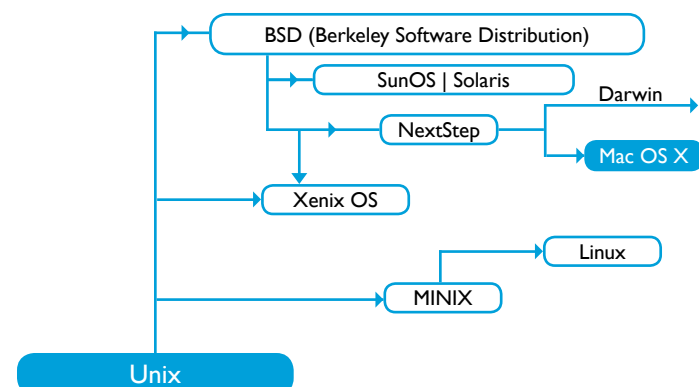 BSD (Berkeley Software Distribution)
SunOS | Solaris
Darwin
NextStep
Mac OS X
Xenix OS
Linux
MINIX
Unix